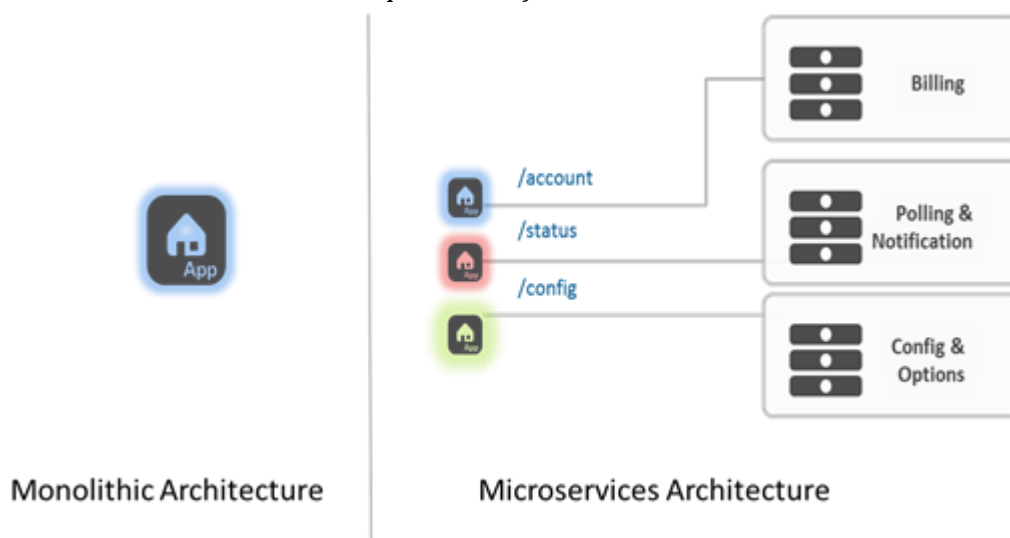 Billing
/account
App
Polling &
Notification
/status
App
App
/config
App
Config &
Options
Monolithic Architecture
Microservices Architecture